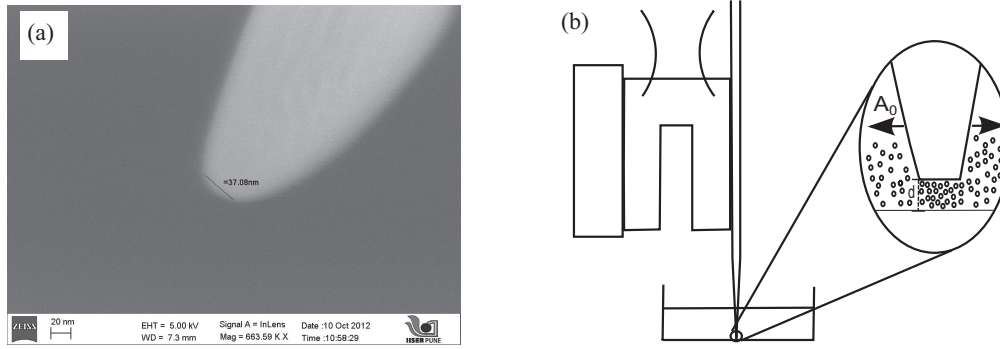 (a)
≈37.08nm
ZEISS
20 nm
EHT = 5.00 kV
WD = 7.3 mm
Signal A = InLens
Mag = 663.59 K X
Date :10 Oct 2012
Time :10:58:29
IISER PUNE
(b)
A0
d